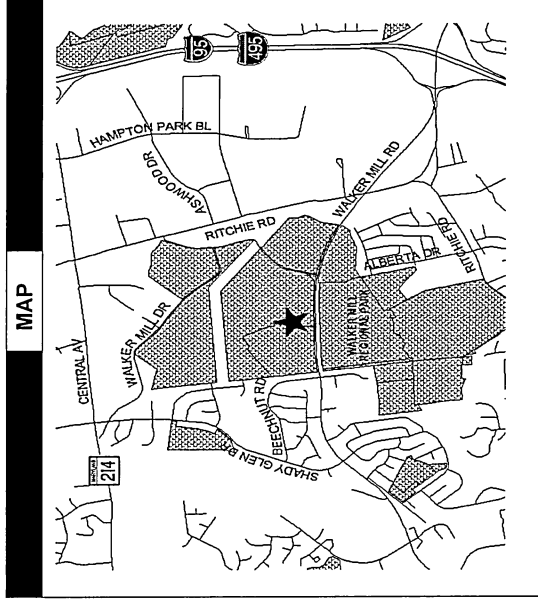 MAP
95
495
HAMPTON PARK BL
ASHWOOD DR
WALKER MILL RD
RITCHIE RD
ALBERTA DR
RITCHIE RD
CENTRAL AV
WALKER MILL DR
WALKER MILL
REGIONAL PARK
BEECHNUT RD
SHADY GLEN DR
MARYLAND
214